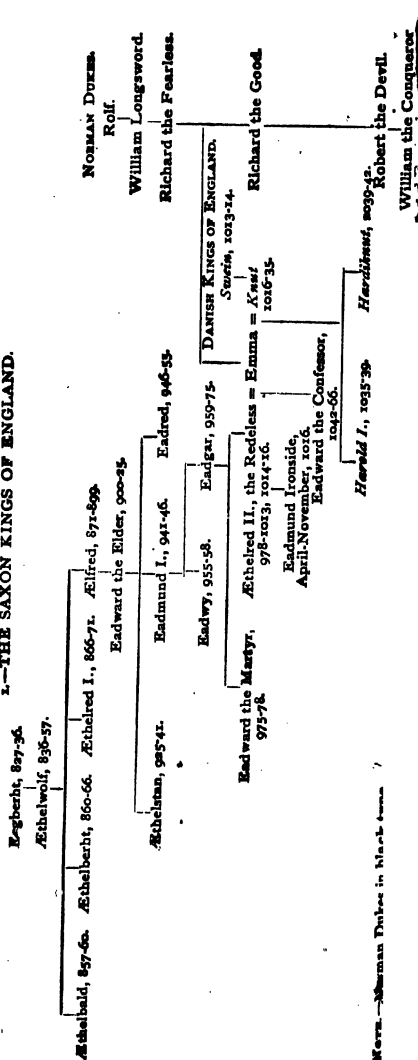 1.—THE SAXON KINGS OF ENGLAND.
Ecgberht, 827-36.
Æthelwolf, 836-57.
Æthelbald, 857-60. Æthelberht, 860-66. Æthelred I., 866-71. Ælfred, 871-899.
Eadward the Elder, 900-25.
Æthelstan, 925-41. Eadmund I., 941-46. Eadred, 946-55.
Eadwy, 955-58. Eadgar, 959-75.
Eadward the Martyr,
975-78.
Æthelred II., the Redeless = Emma = Knut
978-1013, 1014-16. 1016-35.
Eadmund Ironside,
April-November, 1016.
Eadward the Confessor,
1042-66.
Harold I., 1035-39. Hardiknut, 1039-42.
DANISH KINGS OF ENGLAND.
Swein, 1013-14.
NORMAN DUKES.
Rolf.
William Longsword.
Richard the Fearless.
Richard the Good.
Robert the Devil.
William the Conqueror
NOTE.—Norman Dukes in black